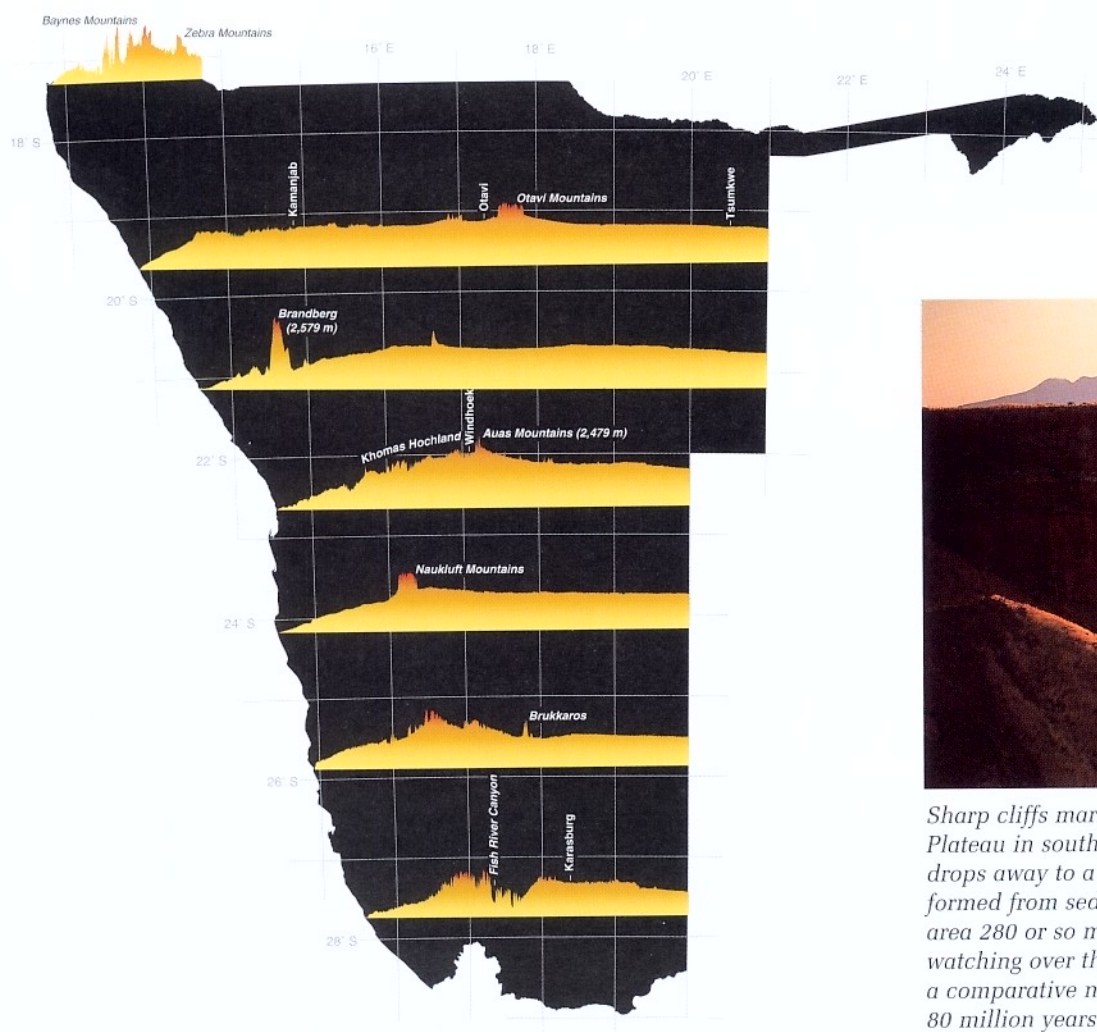 Baynes Mountains
Zebra Mountains
16° E
18° E
20° E
22° E
24° E
18° S
Kamanjab
Otavi
Otavi Mountains
Tsumkwe
20° S
Brandberg
(2,579 m)
22° S
Khomas Hochland
Windhoek
Auas Mountains (2,479 m)
24° S
Naukluft Mountains
Brukkaros
26° S
Fish River Canyon
Karasburg
28° S
Sharp cliffs mar
Plateau in south
drops away to a
formed from sed
area 280 or so m
watching over th
a comparative n
80 million years